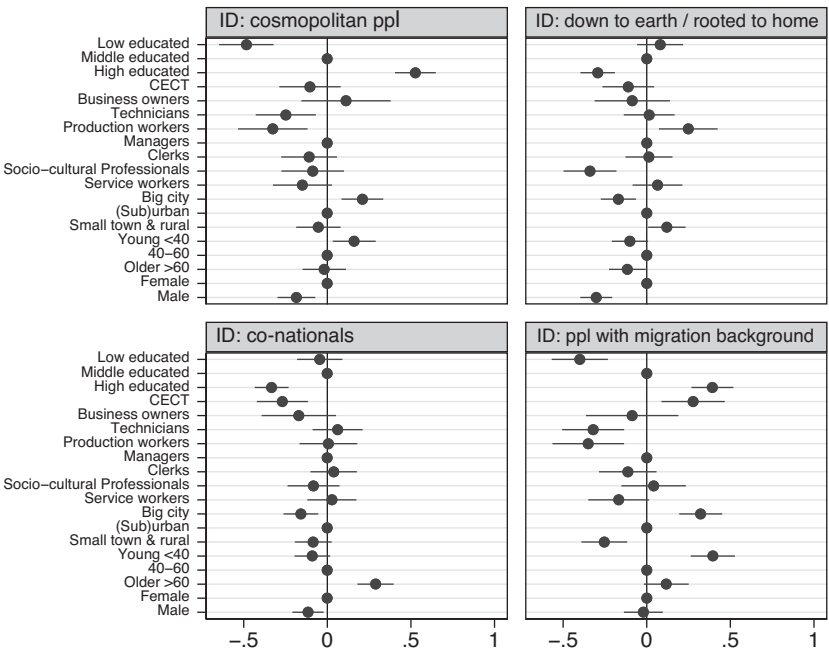 ID: cosmopolitan ppl
ID: down to earth / rooted to home
Low educated
Middle educated
High educated
CECT
Business owners
Technicians
Production workers
Managers
Clerks
Socio−cultural Professionals
Service workers
Big city
(Sub)urban
Small town & rural
Young <40
40−60
Older >60
Female
Male
ID: co-nationals
ID: ppl with migration background
Low educated
Middle educated
High educated
CECT
Business owners
Technicians
Production workers
Managers
Clerks
Socio−cultural Professionals
Service workers
Big city
(Sub)urban
Small town & rural
Young <40
40−60
Older >60
Female
Male
−.5 0 .5 1
−.5 0 .5 1